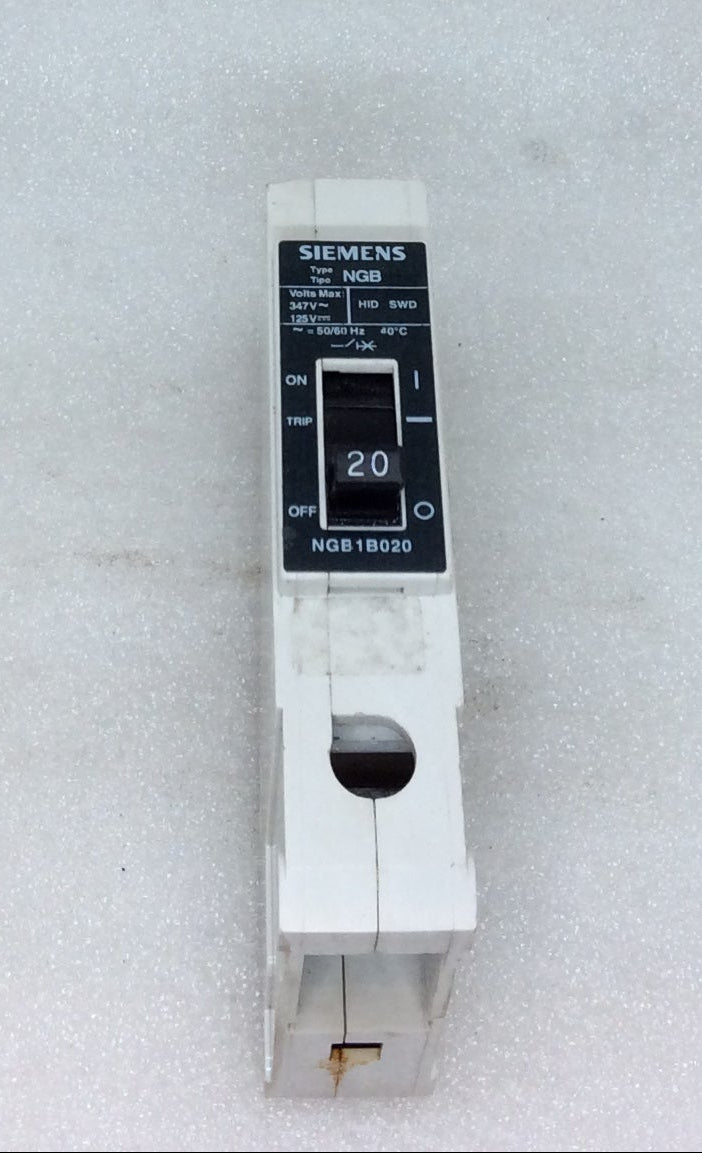 SIEMENS
Type
Tipo NGB
Volts Max:
347V~ HID SWD
125V⎓
~ = 50/60 Hz 40°C
ON I
TRIP —
20
OFF O
NGB1B020